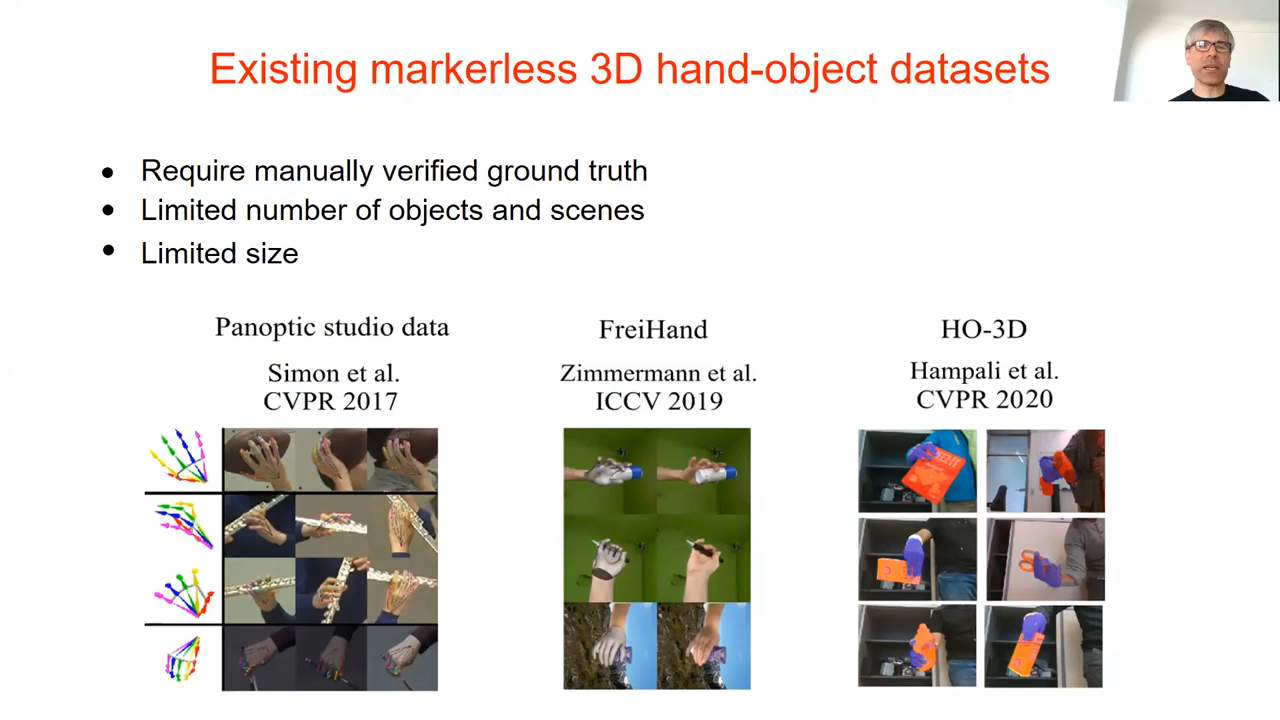 Existing markerless 3D hand-object datasets
• Require manually verified ground truth
• Limited number of objects and scenes
• Limited size
Panoptic studio data
Simon et al.
CVPR 2017
FreiHand
Zimmermann et al.
ICCV 2019
HO-3D
Hampali et al.
CVPR 2020